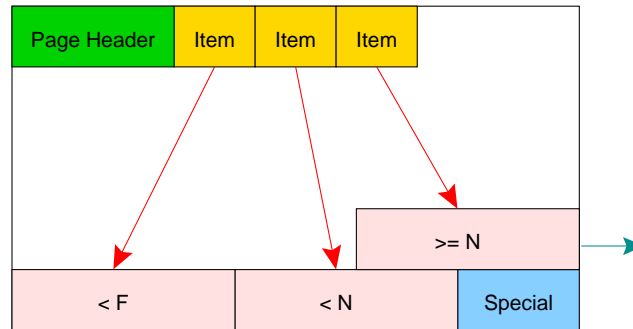 Page Header Item Item Item
>= N
< F < N Special